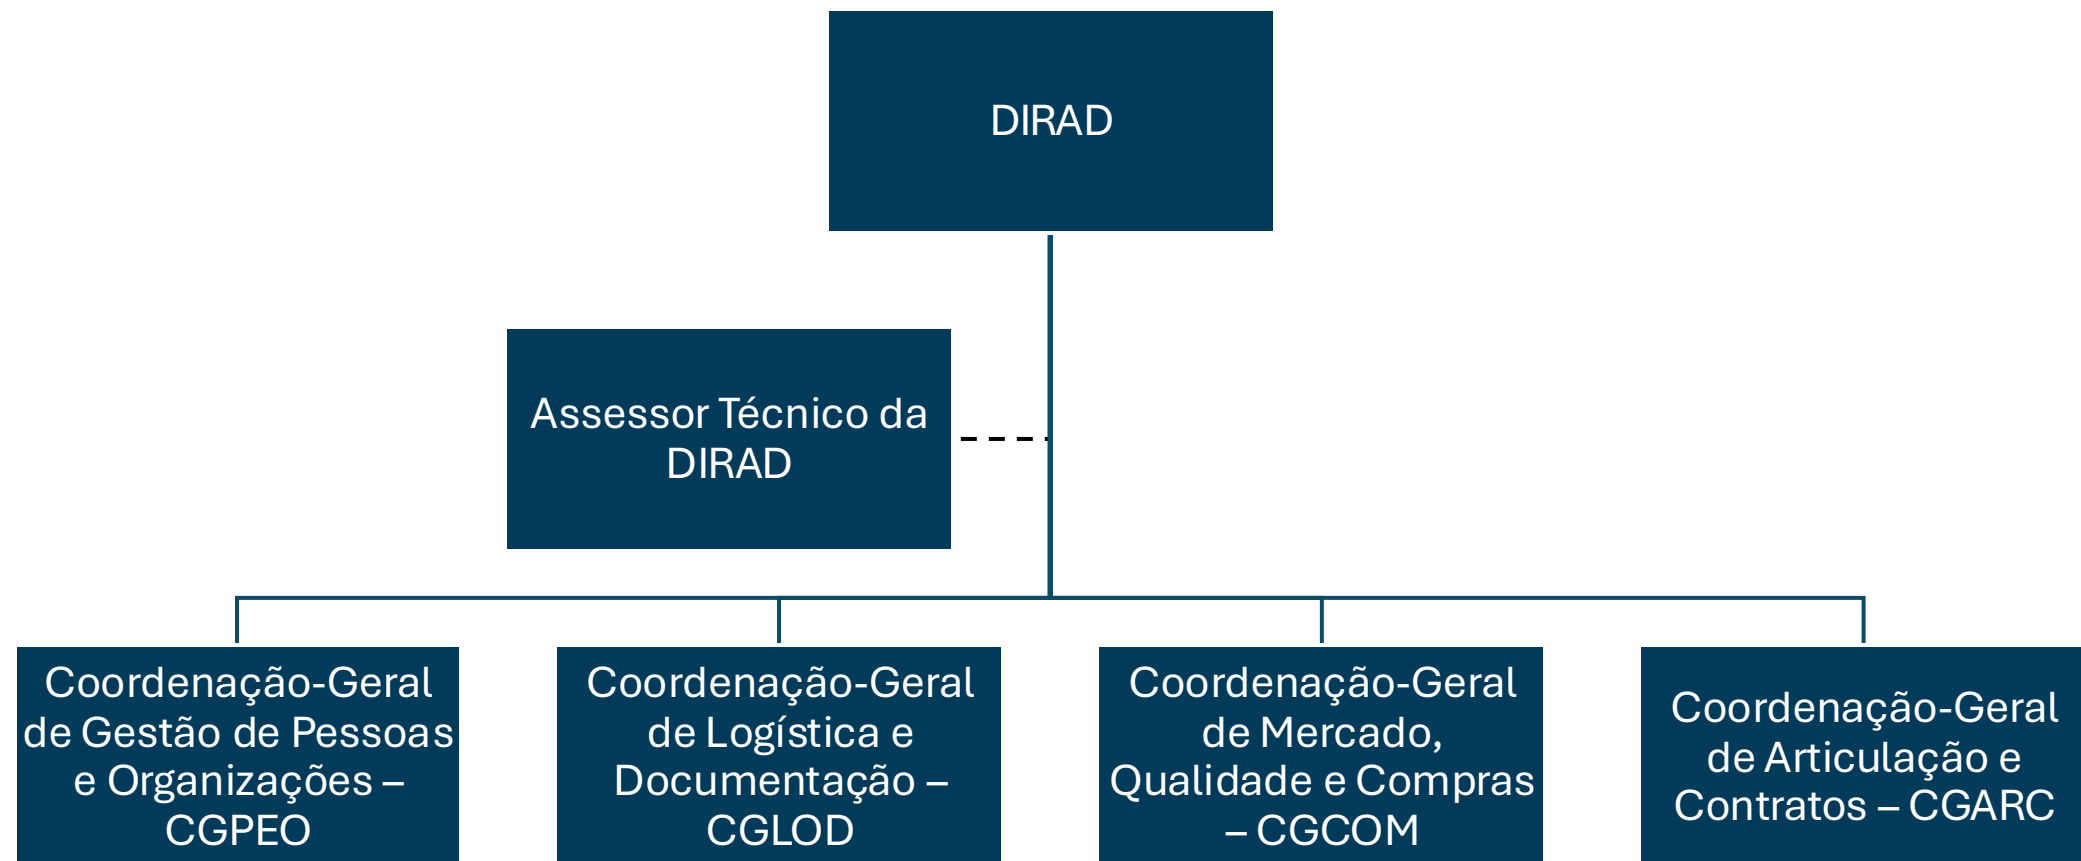 DIRAD
Assessor Técnico da
DIRAD
Coordenação-Geral
de Gestão de Pessoas
e Organizações –
CGPEO
Coordenação-Geral
de Logística e
Documentação –
CGLOD
Coordenação-Geral
de Mercado,
Qualidade e Compras
– CGCOM
Coordenação-Geral
de Articulação e
Contratos – CGARC